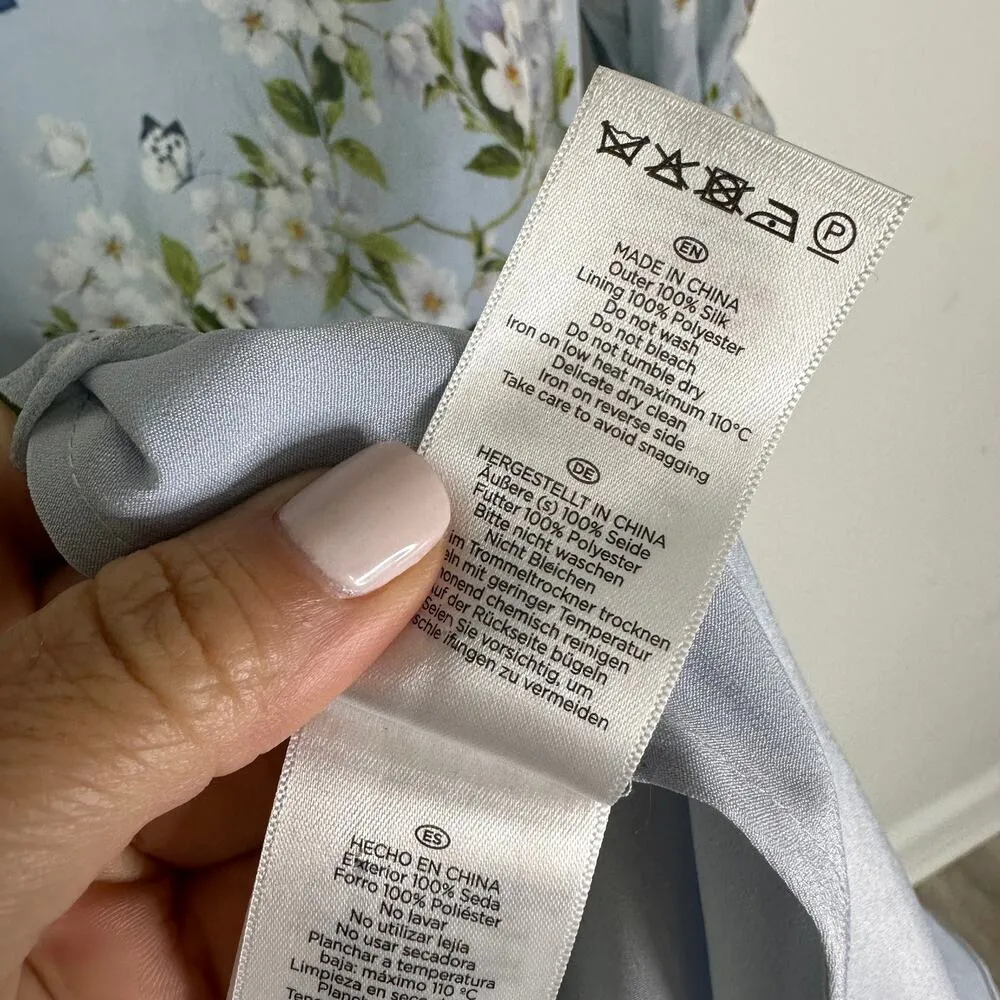 P
EN
MADE IN CHINA
Outer 100% Silk
Lining 100% Polyester
Do not wash
Do not bleach
Do not tumble dry
Iron on low heat maximum 110°C
Delicate dry clean
Iron on reverse side
Take care to avoid snagging
DE
HERGESTELLT IN CHINA
Äußere (s) 100% Seide
Futter 100% Polyester
Bitte nicht waschen
Nicht Bleichen
im Trommeltrockner trocknen
mit geringer Temperatur
chemisch reinigen
der Rückseite bügeln
Seien Sie vorsichtig, um
ifungen zu vermeiden
ES
HECHO EN CHINA
Exterior 100% Seda
Forro 100% Poliéster
No lavar
No utilizar lejía
No usar secadora
Planchar a temperatura
baja: máximo 110 ºC
Limpieza en